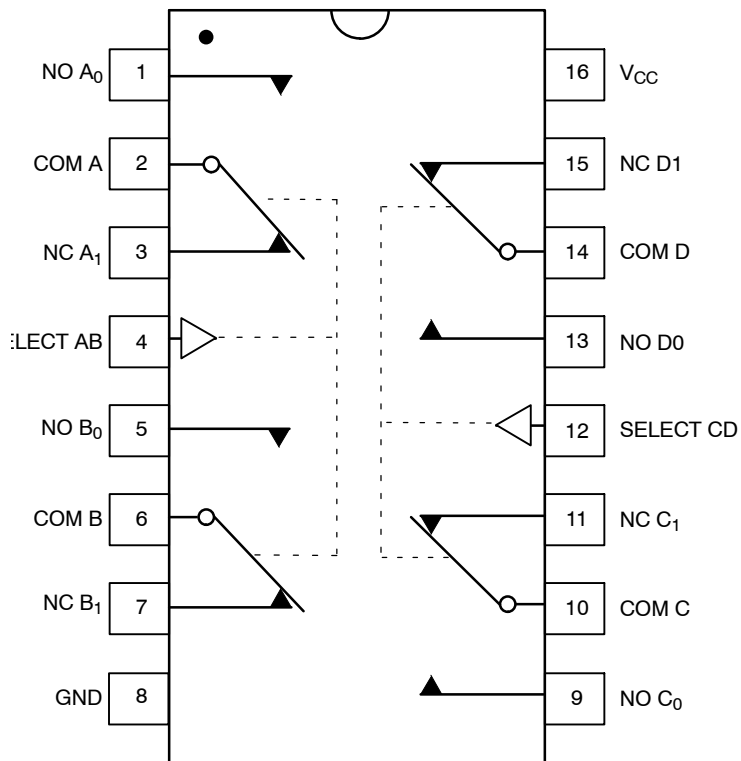 NO A₀ 1
COM A 2
NC A₁ 3
ELECT AB 4
NO B₀ 5
COM B 6
NC B₁ 7
GND 8
16 V_CC
15 NC D1
14 COM D
13 NO D0
12 SELECT CD
11 NC C₁
10 COM C
9 NO C₀